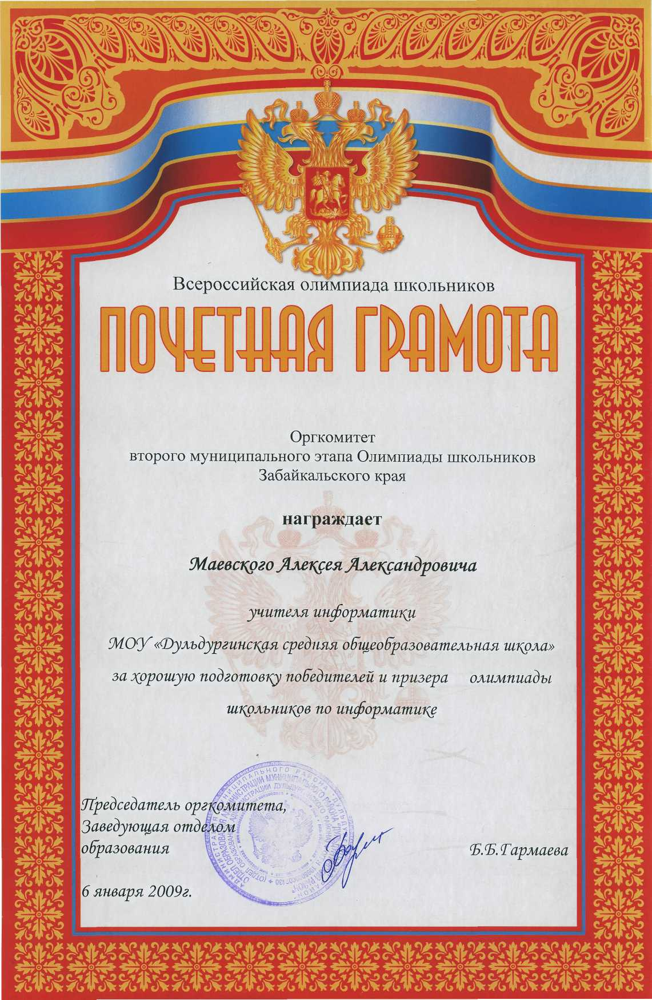 Всероссийская олимпиада школьников
ПОЧЕТНАЯ ГРАМОТА
Оргкомитет
второго муниципального этапа Олимпиады школьников
Забайкальского края
награждает
Маевского Алексея Александровича
учителя информатики
МОУ «Дульдургинская средняя общеобразовательная школа»
за хорошую подготовку победителей и призера олимпиады
школьников по информатике
Председатель оргкомитета,
Заведующая отделом
образования
Б.Б.Гармаева
6 января 2009г.